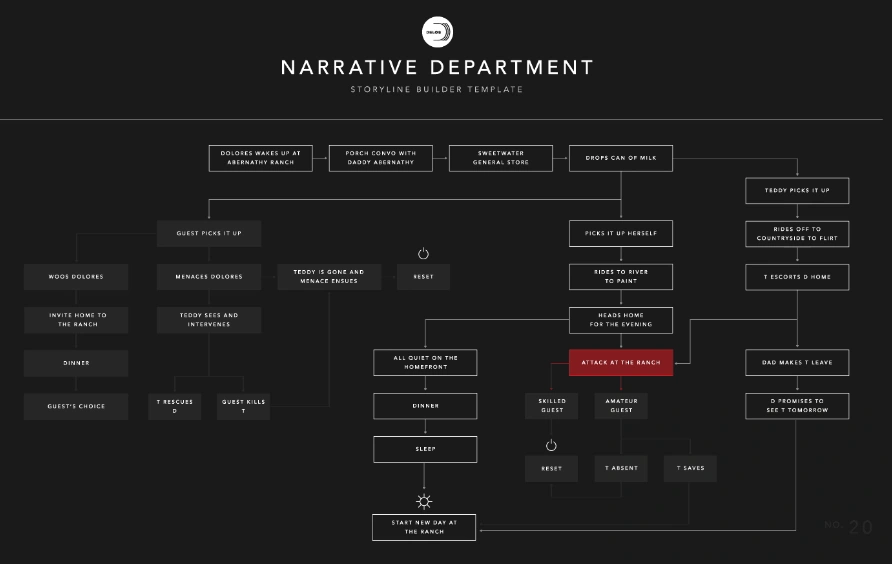 DELOS
NARRATIVE DEPARTMENT
STORYLINE BUILDER TEMPLATE
DOLORES WAKES UP AT
ABERNATHY RANCH
PORCH CONVO WITH
DADDY ABERNATHY
SWEETWATER
GENERAL STORE
DROPS CAN OF MILK
TEDDY PICKS IT UP
GUEST PICKS IT UP
PICKS IT UP HERSELF
RIDES OFF TO
COUNTRYSIDE TO FLIRT
WOOS DOLORES
MENACES DOLORES
TEDDY IS GONE AND
MENACE ENSUES
RESET
RIDES TO RIVER
TO PAINT
T ESCORTS D HOME
INVITE HOME TO
THE RANCH
TEDDY SEES AND
INTERVENES
HEADS HOME
FOR THE EVENING
DINNER
ALL QUIET ON THE
HOMEFRONT
ATTACK AT THE RANCH
DAD MAKES T LEAVE
GUEST'S CHOICE
T RESCUES
D
GUEST KILLS
T
DINNER
SKILLED
GUEST
AMATEUR
GUEST
D PROMISES TO
SEE T TOMORROW
SLEEP
RESET
T ABSENT
T SAVES
START NEW DAY AT
THE RANCH
NO. 20